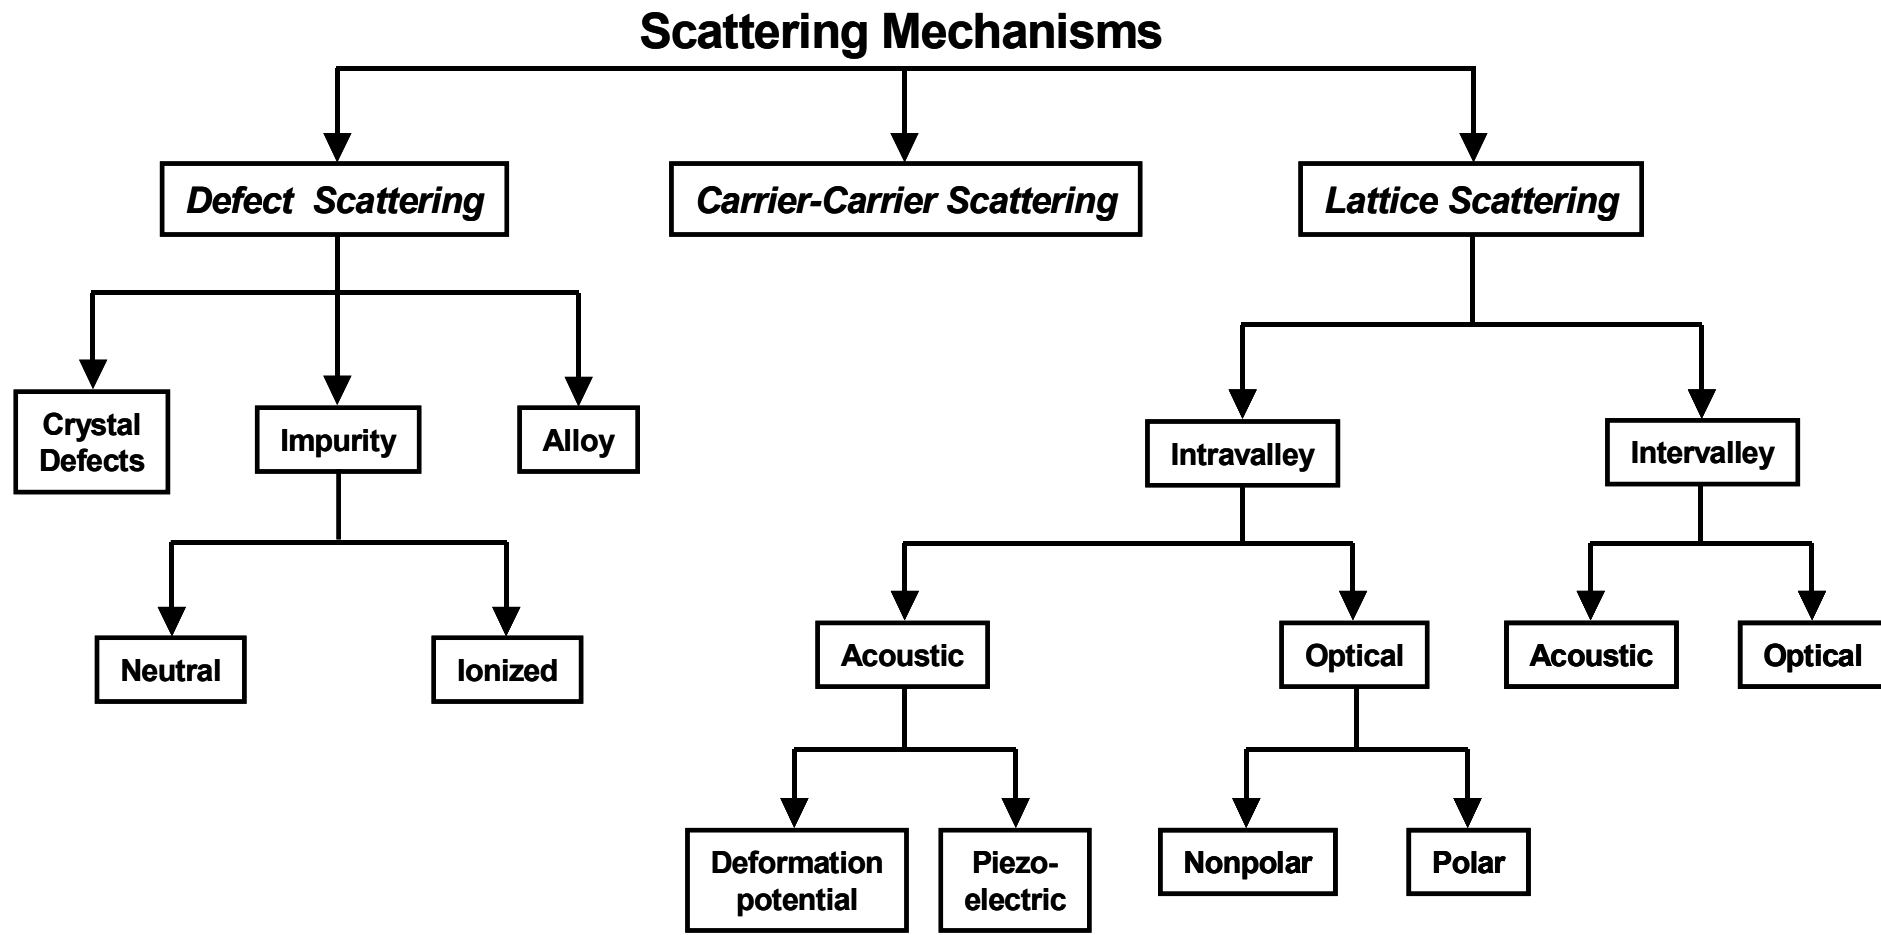 Scattering Mechanisms
Defect Scattering
Carrier-Carrier Scattering
Lattice Scattering
Crystal
Defects
Impurity
Alloy
Intravalley
Intervalley
Neutral
Ionized
Acoustic
Optical
Acoustic
Optical
Deformation
potential
Piezo-
electric
Nonpolar
Polar